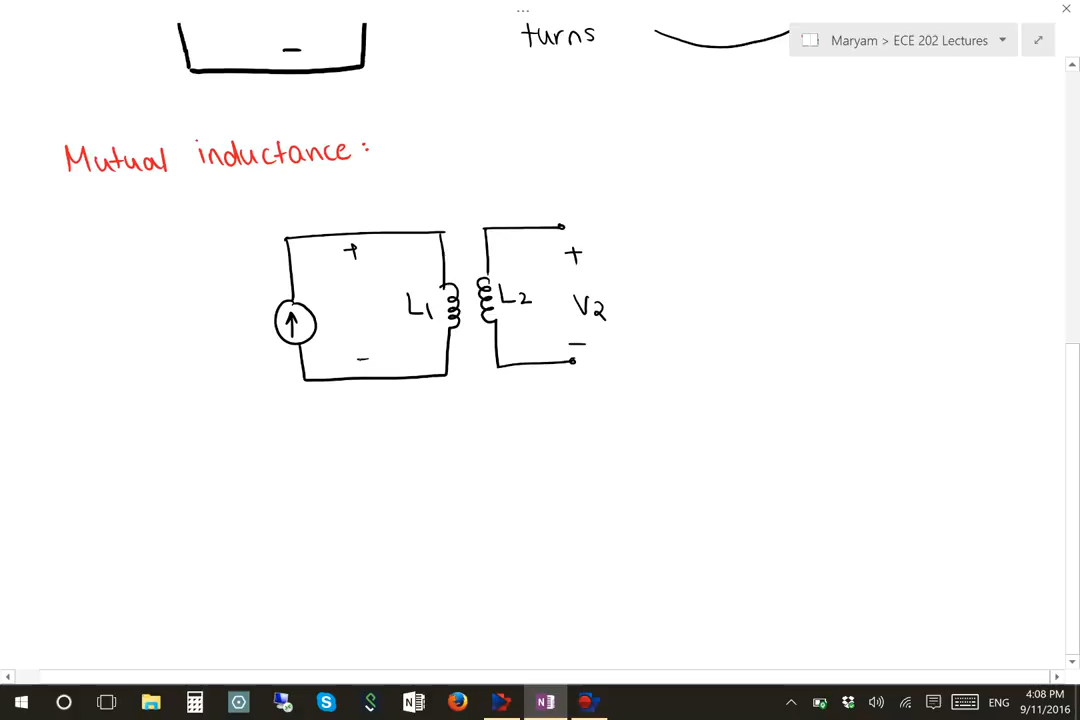 turns
Maryam > ECE 202 Lectures
Mutual inductance:
+
+
L1
L2
V2
-
-
ENG
4:08 PM
9/11/2016